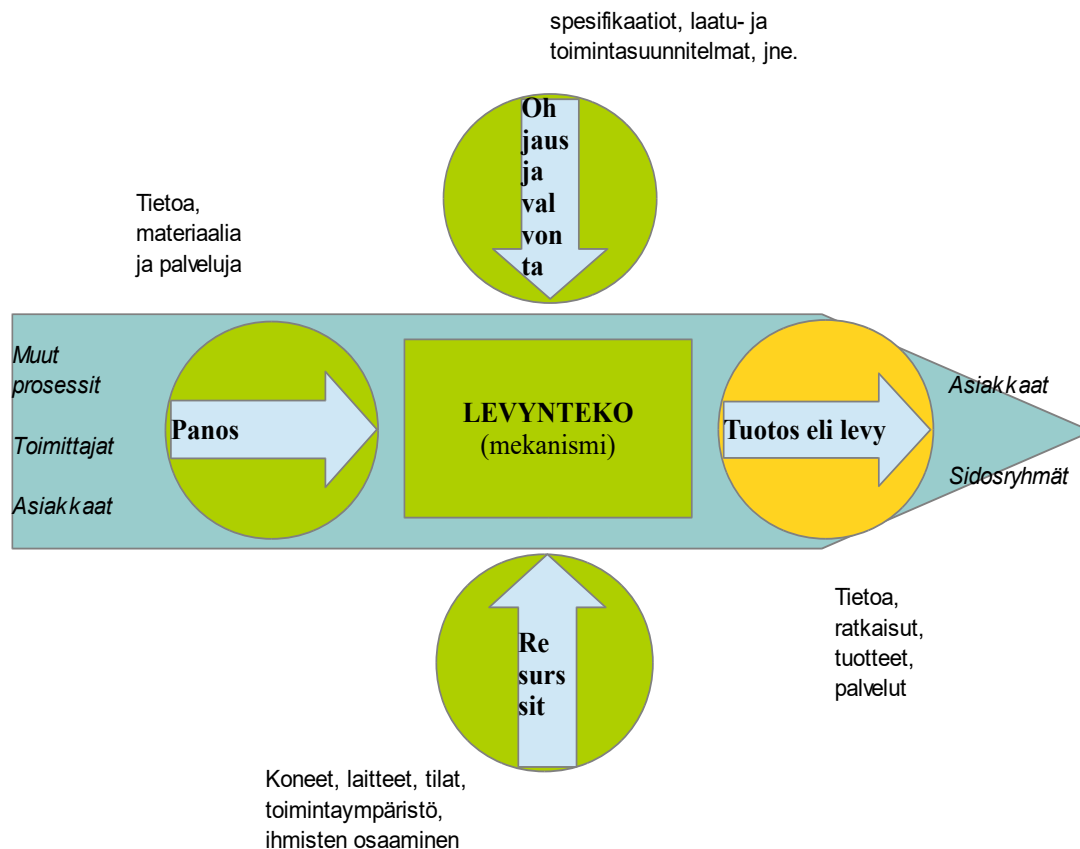 spesifikaatiot, laatu- ja
toimintasuunnitelmat, jne.
Oh
jaus
ja
val
von
ta
Tietoa,
materiaalia
ja palveluja
Muut
prosessit
Toimittajat
Asiakkaat
Panos
LEVYNTEKO
(mekanismi)
Tuotos eli levy
Asiakkaat
Sidosryhmät
Re
surs
sit
Tietoa,
ratkaisut,
tuotteet,
palvelut
Koneet, laitteet, tilat,
toimintaympäristö,
ihmisten osaaminen